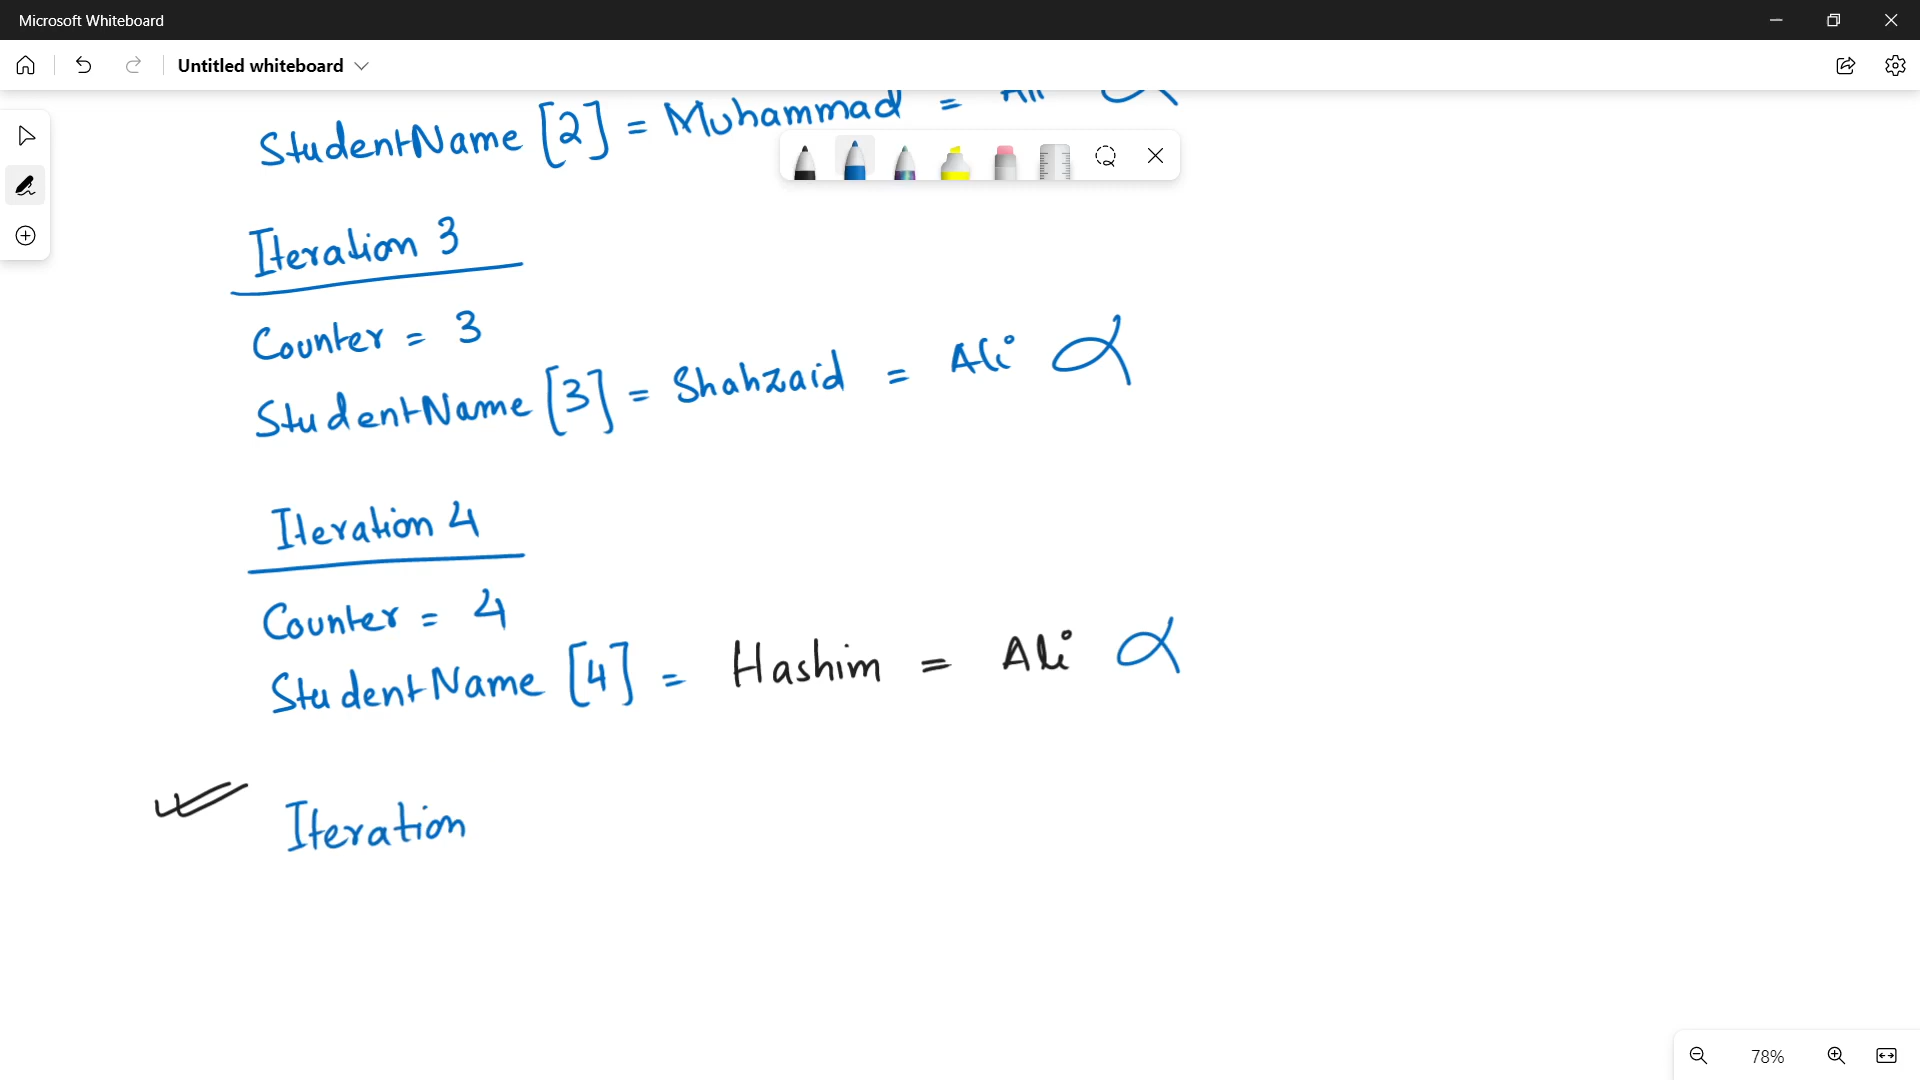 Microsoft Whiteboard
Untitled whiteboard
StudentName [2] = Muhammad = Ali
Iteration 3
Counter = 3
StudentName [3] = Shahzaid = Ali
Iteration 4
Counter = 4
StudentName [4] = Hashim = Ali
Iteration
78%